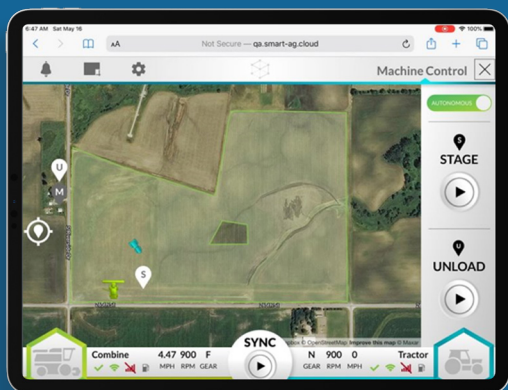 6:47 AM Sat May 16
100%
AA
Not Secure — qa.smart-ag.cloud
Machine Control
AUTONOMOUS
S
STAGE
U
UNLOAD
U
M
S
SYNC
© OpenStreetMap Improve this map © Maxar
Combine
4.47 900 F
MPH RPM GEAR
N 900 0
GEAR RPM MPH
Tractor